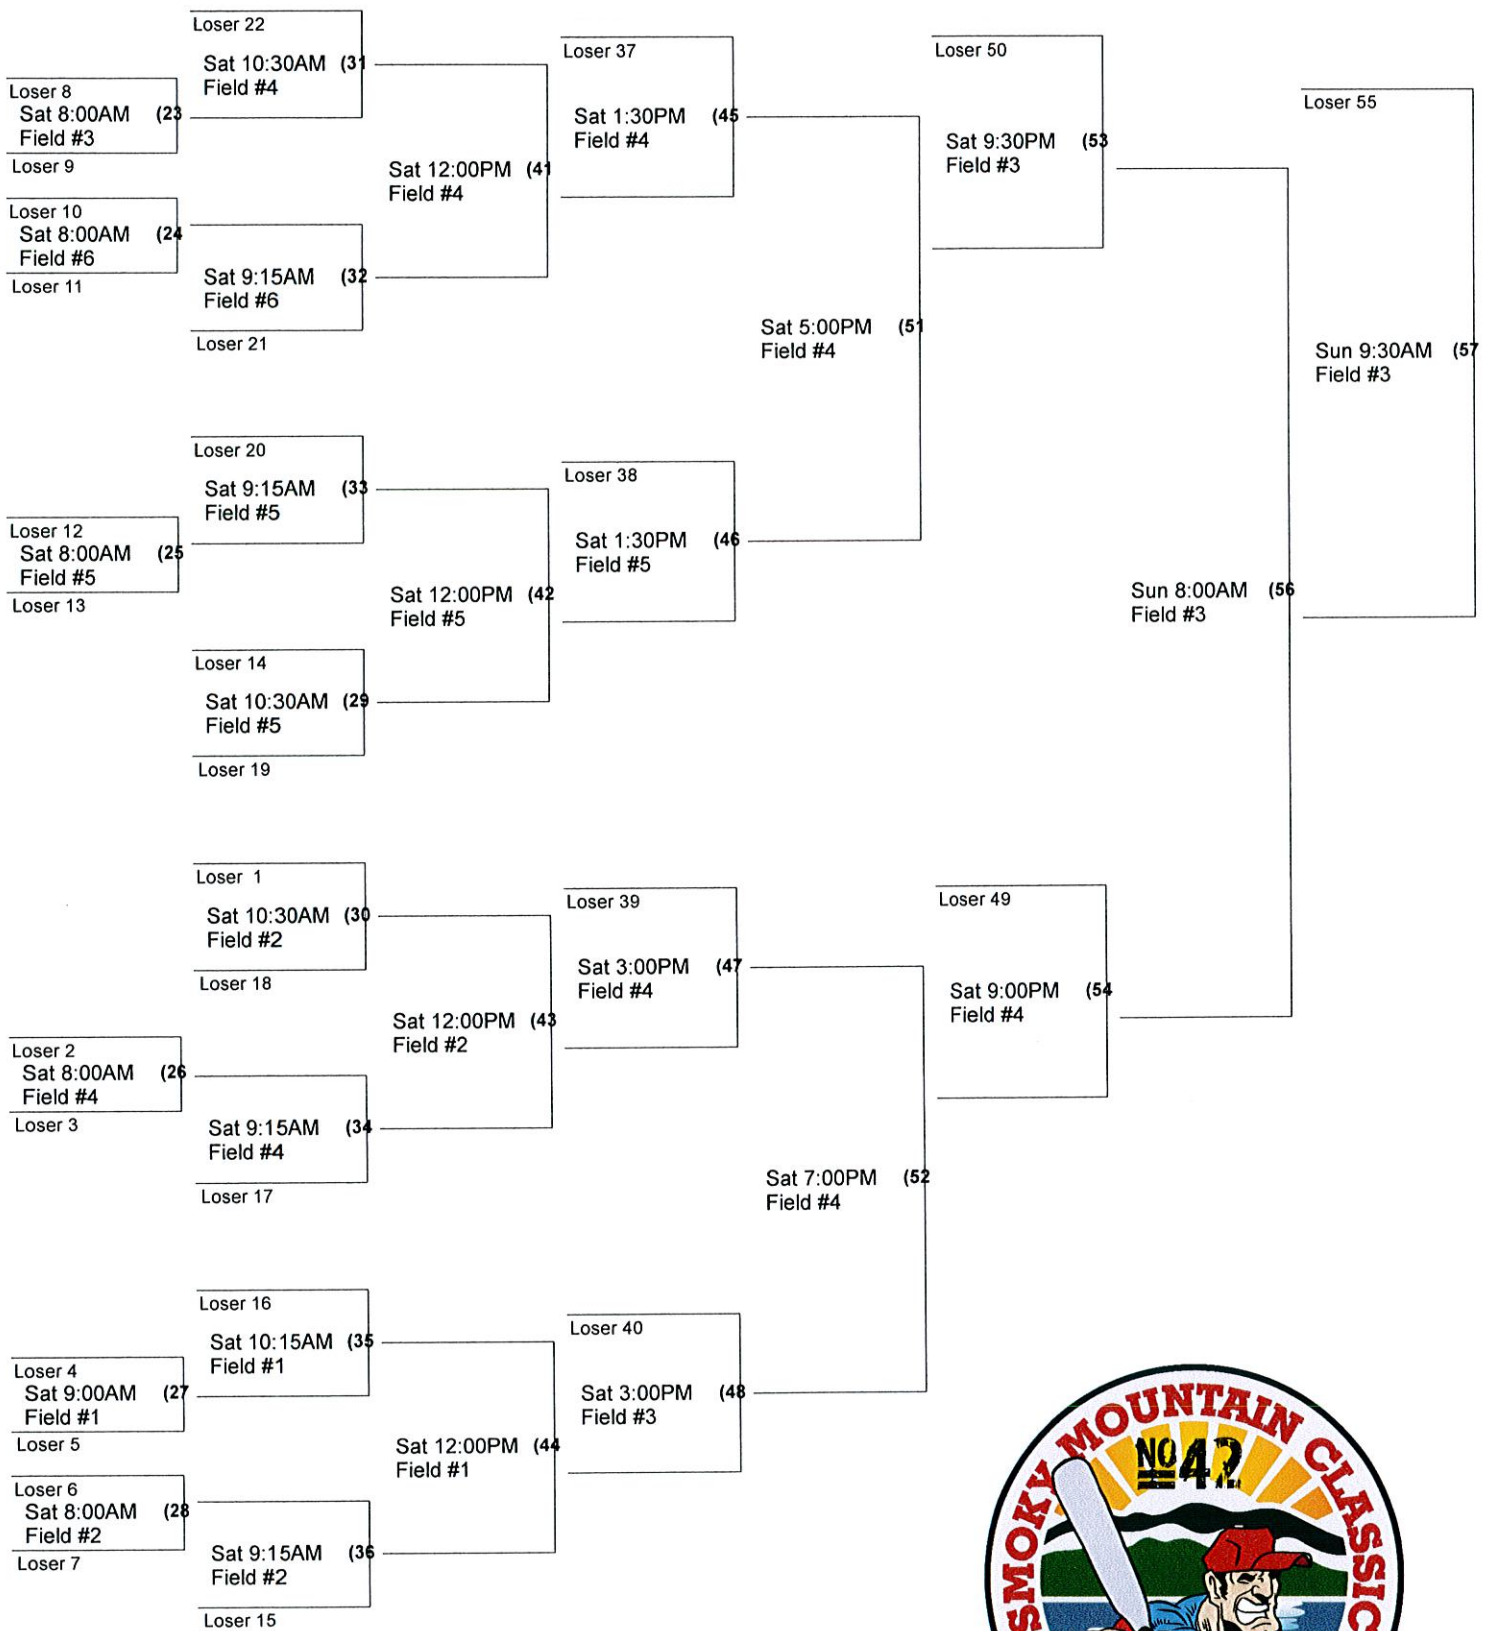 Loser 22
Sat 10:30AM (31
Field #4
Loser 8
Sat 8:00AM (23
Field #3
Loser 9
Loser 10
Sat 8:00AM (24
Field #6
Loser 11
Sat 9:15AM (32
Field #6
Loser 21
Sat 12:00PM (41
Field #4
Loser 37
Sat 1:30PM (45
Field #4
Loser 20
Sat 9:15AM (33
Field #5
Loser 12
Sat 8:00AM (25
Field #5
Loser 13
Loser 14
Sat 10:30AM (29
Field #5
Loser 19
Sat 12:00PM (42
Field #5
Loser 38
Sat 1:30PM (46
Field #5
Sat 5:00PM (51
Field #4
Loser 50
Sat 9:30PM (53
Field #3
Loser 1
Sat 10:30AM (30
Field #2
Loser 18
Loser 2
Sat 8:00AM (26
Field #4
Loser 3
Sat 9:15AM (34
Field #4
Loser 17
Sat 12:00PM (43
Field #2
Loser 39
Sat 3:00PM (47
Field #4
Loser 16
Sat 10:15AM (35
Field #1
Loser 4
Sat 9:00AM (27
Field #1
Loser 5
Loser 6
Sat 8:00AM (28
Field #2
Loser 7
Sat 9:15AM (36
Field #2
Loser 15
Sat 12:00PM (44
Field #1
Loser 40
Sat 3:00PM (48
Field #3
Sat 7:00PM (52
Field #4
Loser 49
Sat 9:00PM (54
Field #4
Sun 8:00AM (56
Field #3
Loser 55
Sun 9:30AM (57
Field #3
SMOKY MOUNTAIN CLASSIC
NO 42